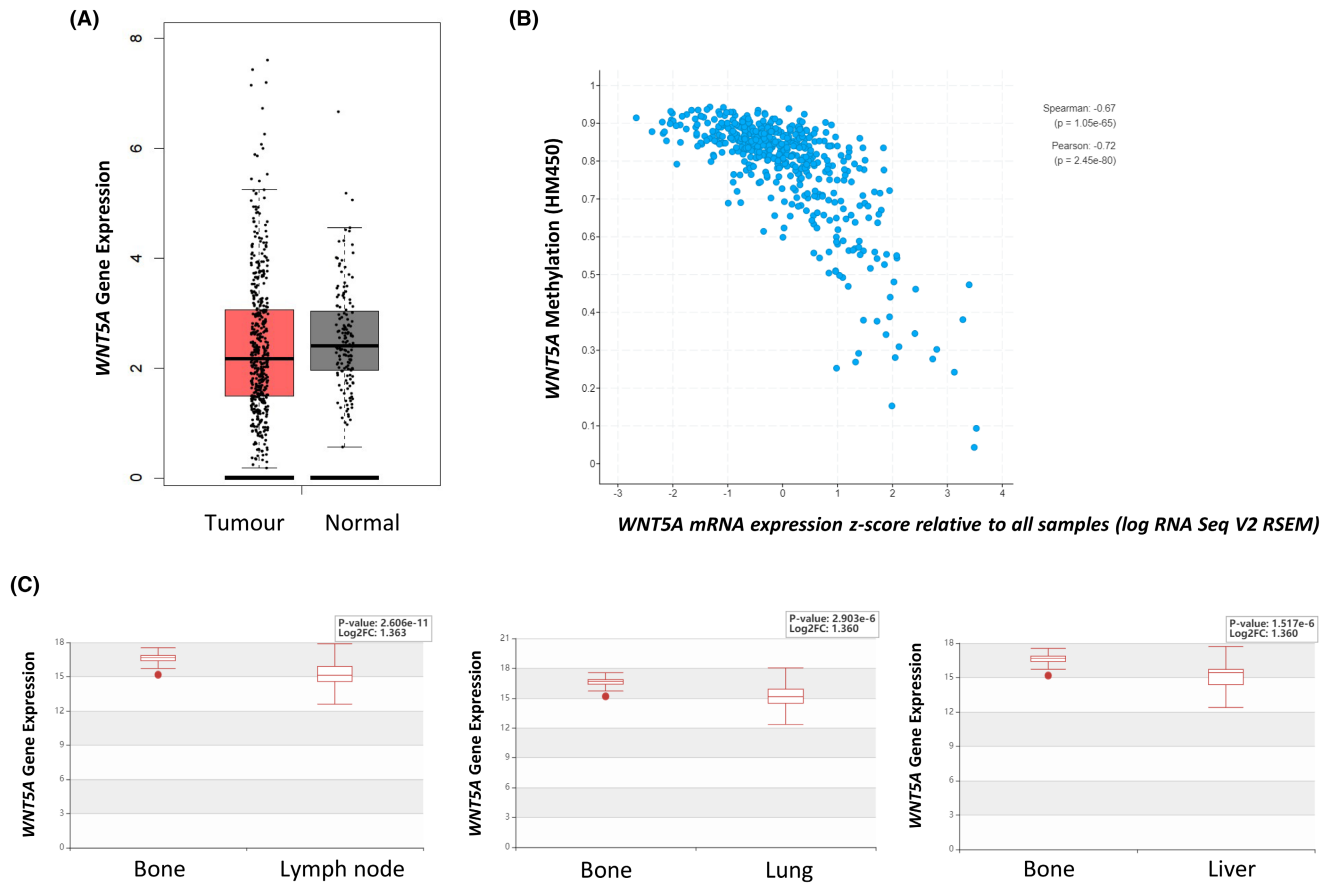 (A)
WNT5A Gene Expression
8
6
4
2
0
Tumour
Normal
(B)
WNT5A Methylation (HM450)
1
0.9
0.8
0.7
0.6
0.5
0.4
0.3
0.2
0.1
0
-3
-2
-1
0
1
2
3
4
WNT5A mRNA expression z-score relative to all samples (log RNA Seq V2 RSEM)
Spearman: -0.67
(p = 1.05e-65)
Pearson: -0.72
(p = 2.45e-80)
(C)
P-value: 2.606e-11
Log2FC: 1.363
WNT5A Gene Expression
18
15
12
9
6
3
0
Bone
Lymph node
P-value: 2.903e-6
Log2FC: 1.360
WNT5A Gene Expression
21
18
15
12
9
6
3
0
Bone
Lung
P-value: 1.517e-6
Log2FC: 1.360
WNT5A Gene Expression
18
15
12
9
6
3
0
Bone
Liver